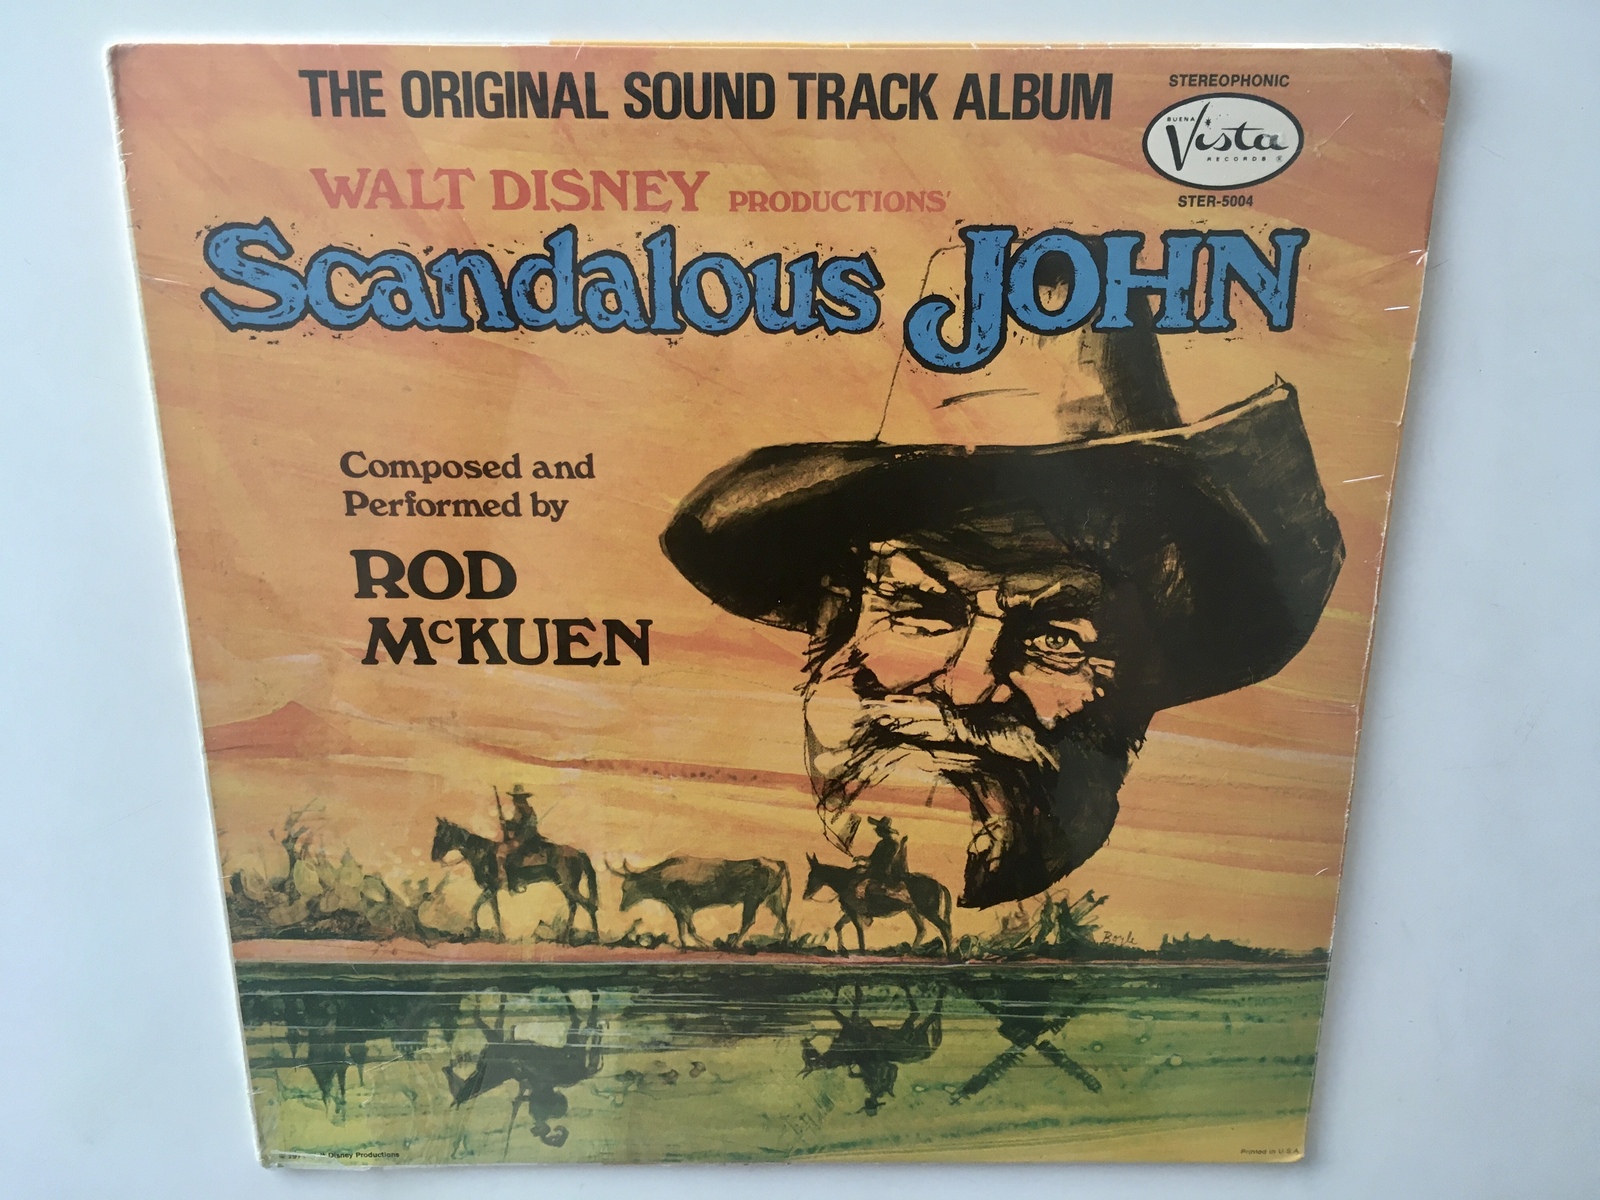 THE ORIGINAL SOUND TRACK ALBUM
STEREOPHONIC
BUENA
Vista
RECORDS ®
STER-5004
WALT DISNEY PRODUCTIONS'
Scandalous JOHN
Composed and
Performed by
ROD
McKUEN
Boyle
Disney Productions
Printed in U.S.A.